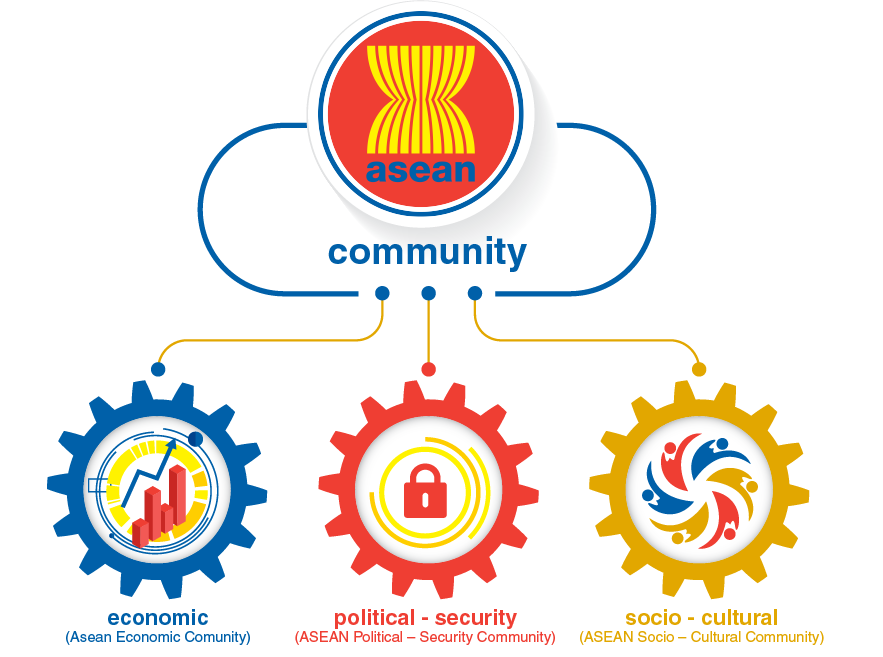 asean
community
economic
(Asean Economic Comunity)
political - security
(ASEAN Political – Security Community)
socio - cultural
(ASEAN Socio – Cultural Community)